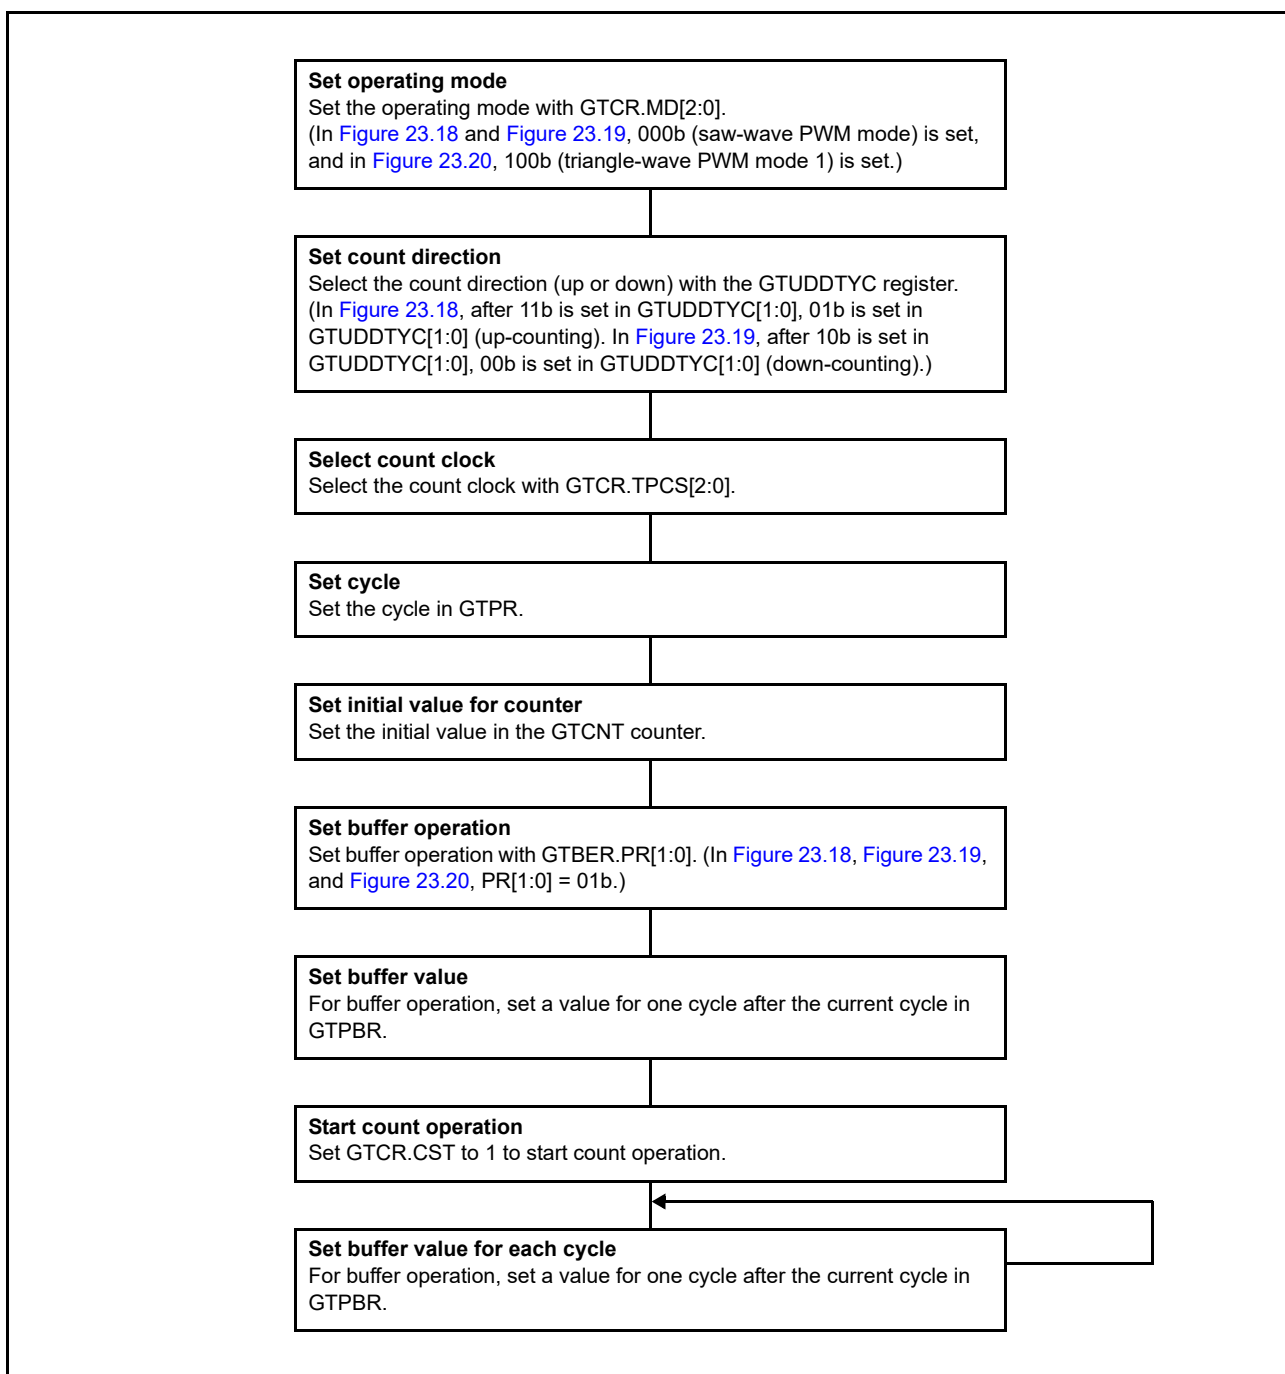 Set operating mode
Set the operating mode with GTCR.MD[2:0].
(In Figure 23.18 and Figure 23.19, 000b (saw-wave PWM mode) is set,
and in Figure 23.20, 100b (triangle-wave PWM mode 1) is set.)
Set count direction
Select the count direction (up or down) with the GTUDDTYC register.
(In Figure 23.18, after 11b is set in GTUDDTYC[1:0], 01b is set in
GTUDDTYC[1:0] (up-counting). In Figure 23.19, after 10b is set in
GTUDDTYC[1:0], 00b is set in GTUDDTYC[1:0] (down-counting).)
Select count clock
Select the count clock with GTCR.TPCS[2:0].
Set cycle
Set the cycle in GTPR.
Set initial value for counter
Set the initial value in the GTCNT counter.
Set buffer operation
Set buffer operation with GTBER.PR[1:0]. (In Figure 23.18, Figure 23.19,
and Figure 23.20, PR[1:0] = 01b.)
Set buffer value
For buffer operation, set a value for one cycle after the current cycle in
GTPBR.
Start count operation
Set GTCR.CST to 1 to start count operation.
Set buffer value for each cycle
For buffer operation, set a value for one cycle after the current cycle in
GTPBR.